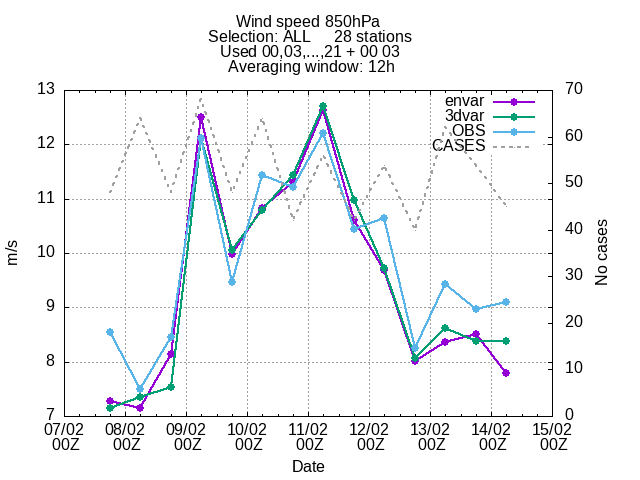 Wind speed 850hPa
Selection: ALL 28 stations
Used 00,03,...,21 + 00 03
Averaging window: 12h
envar
3dvar
OBS
CASES
13
12
11
10
9
8
7
m/s
70
60
50
40
30
20
10
0
No cases
07/02 08/02 09/02 10/02 11/02 12/02 13/02 14/02 15/02
00Z 00Z 00Z 00Z 00Z 00Z 00Z 00Z 00Z
Date